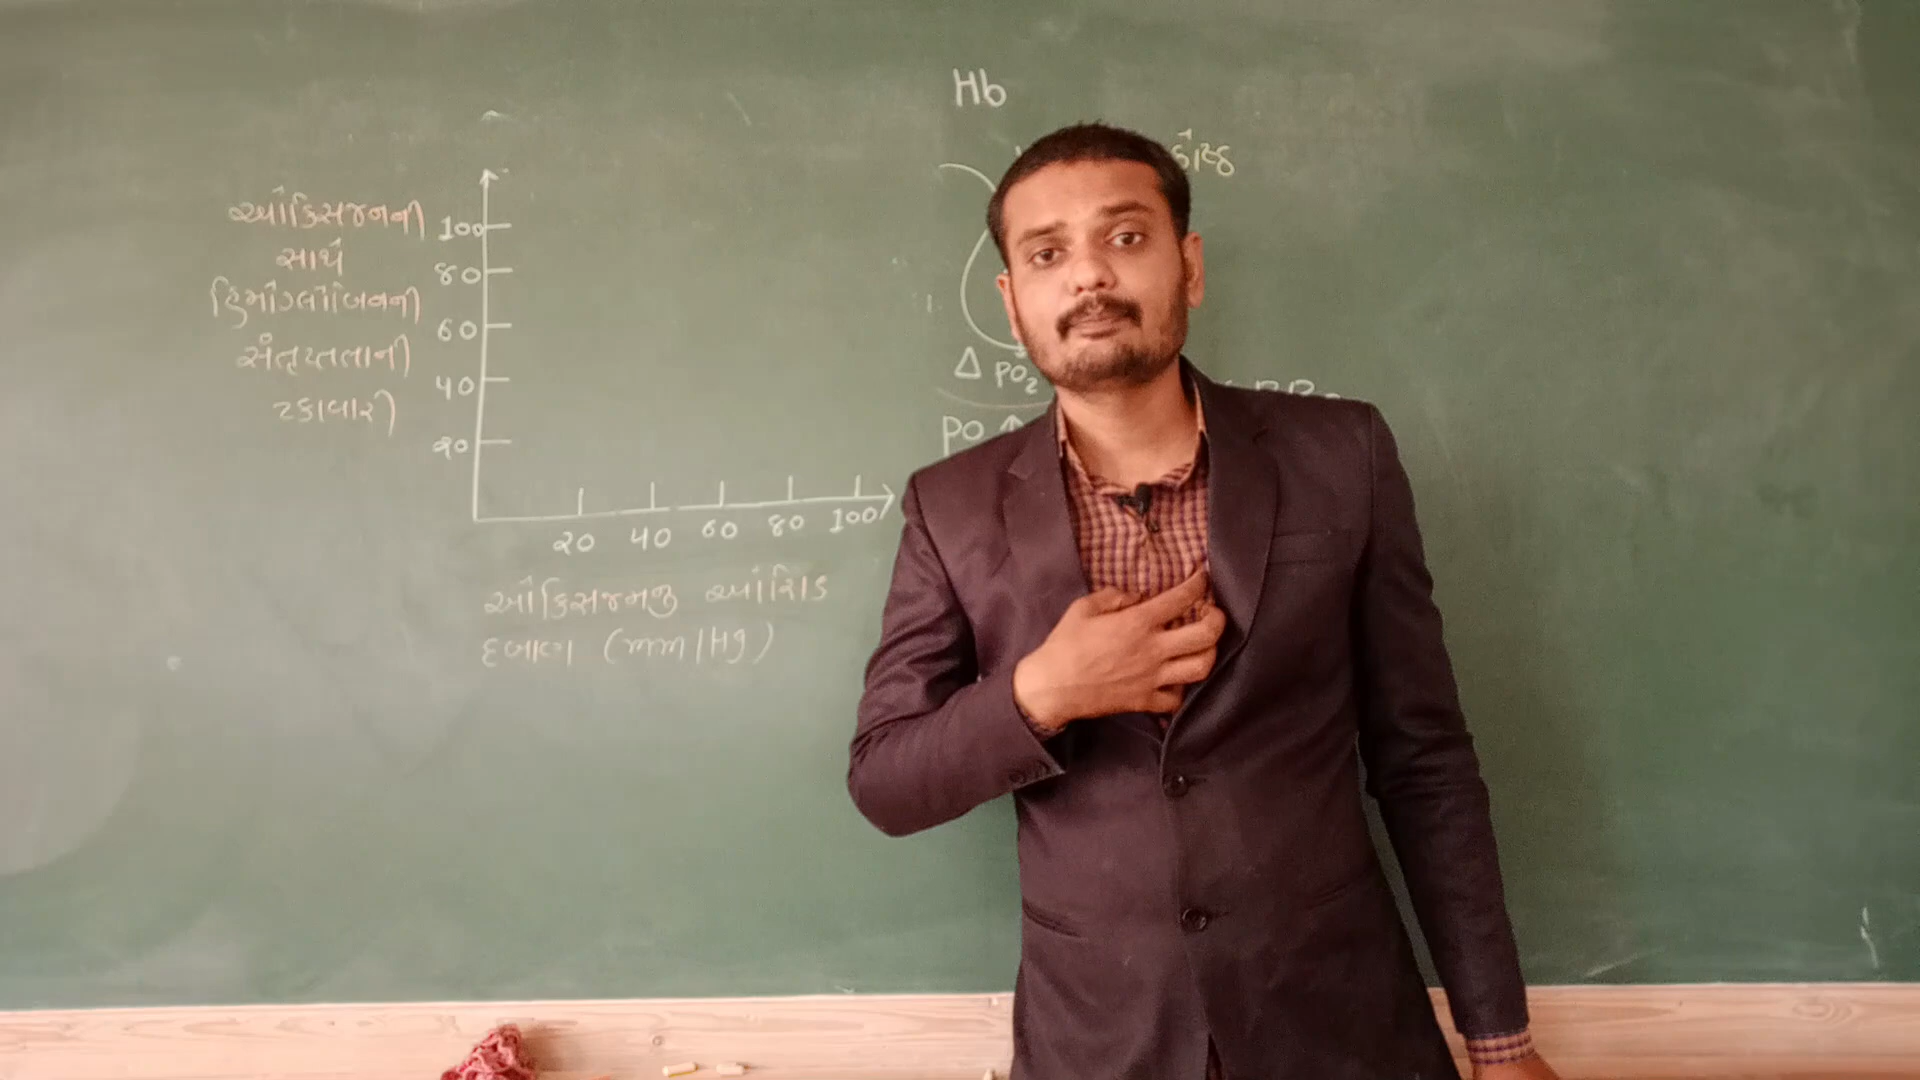 Hb
ઓક્સિજનની
સાથે
હિમોગ્લોબિનની
સંતૃપ્તતાની
ટકાવારી
100
80
60
40
20
20 40 60 80 100
ઓક્સિજનનુ આંશિક
દબાણ (mm/Hg)
Δ PO₂
PO ↑